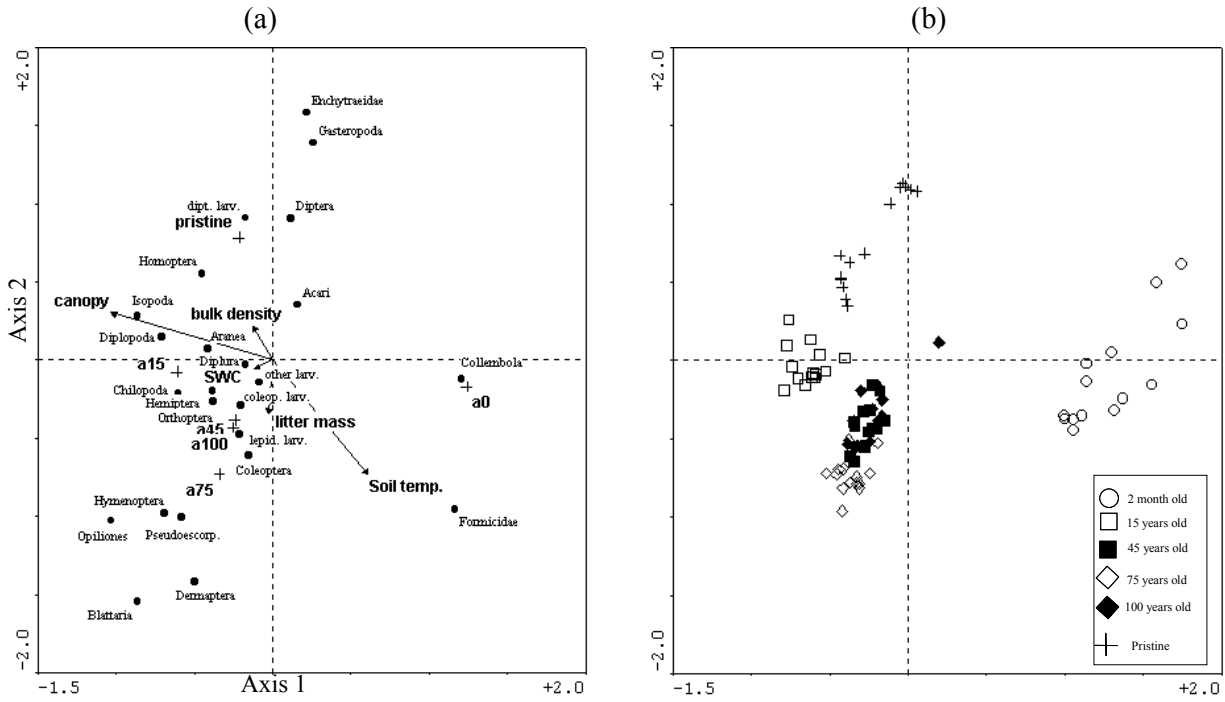 (a)
+2.0
Enchytraeidae
Gasteropoda
dipt. larv.
Diptera
pristine
Homoptera
Acari
canopy
Isopoda
bulk density
Diplopoda
Aranea
Axis 2
a15
Diplura
Collembola
SWC
other larv.
a0
Chilopoda
coleop. larv.
Hemiptera
Orthoptera
litter mass
a45
a100
lepid. larv.
Coleoptera
a75
Soil temp.
Hymenoptera
Opiliones
Pseudoescorp.
Formicidae
Dermaptera
Blattaria
-2.0
-1.5
Axis 1
+2.0
(b)
+2.0
2 month old
15 years old
45 years old
75 years old
100 years old
Pristine
-2.0
-1.5
+2.0